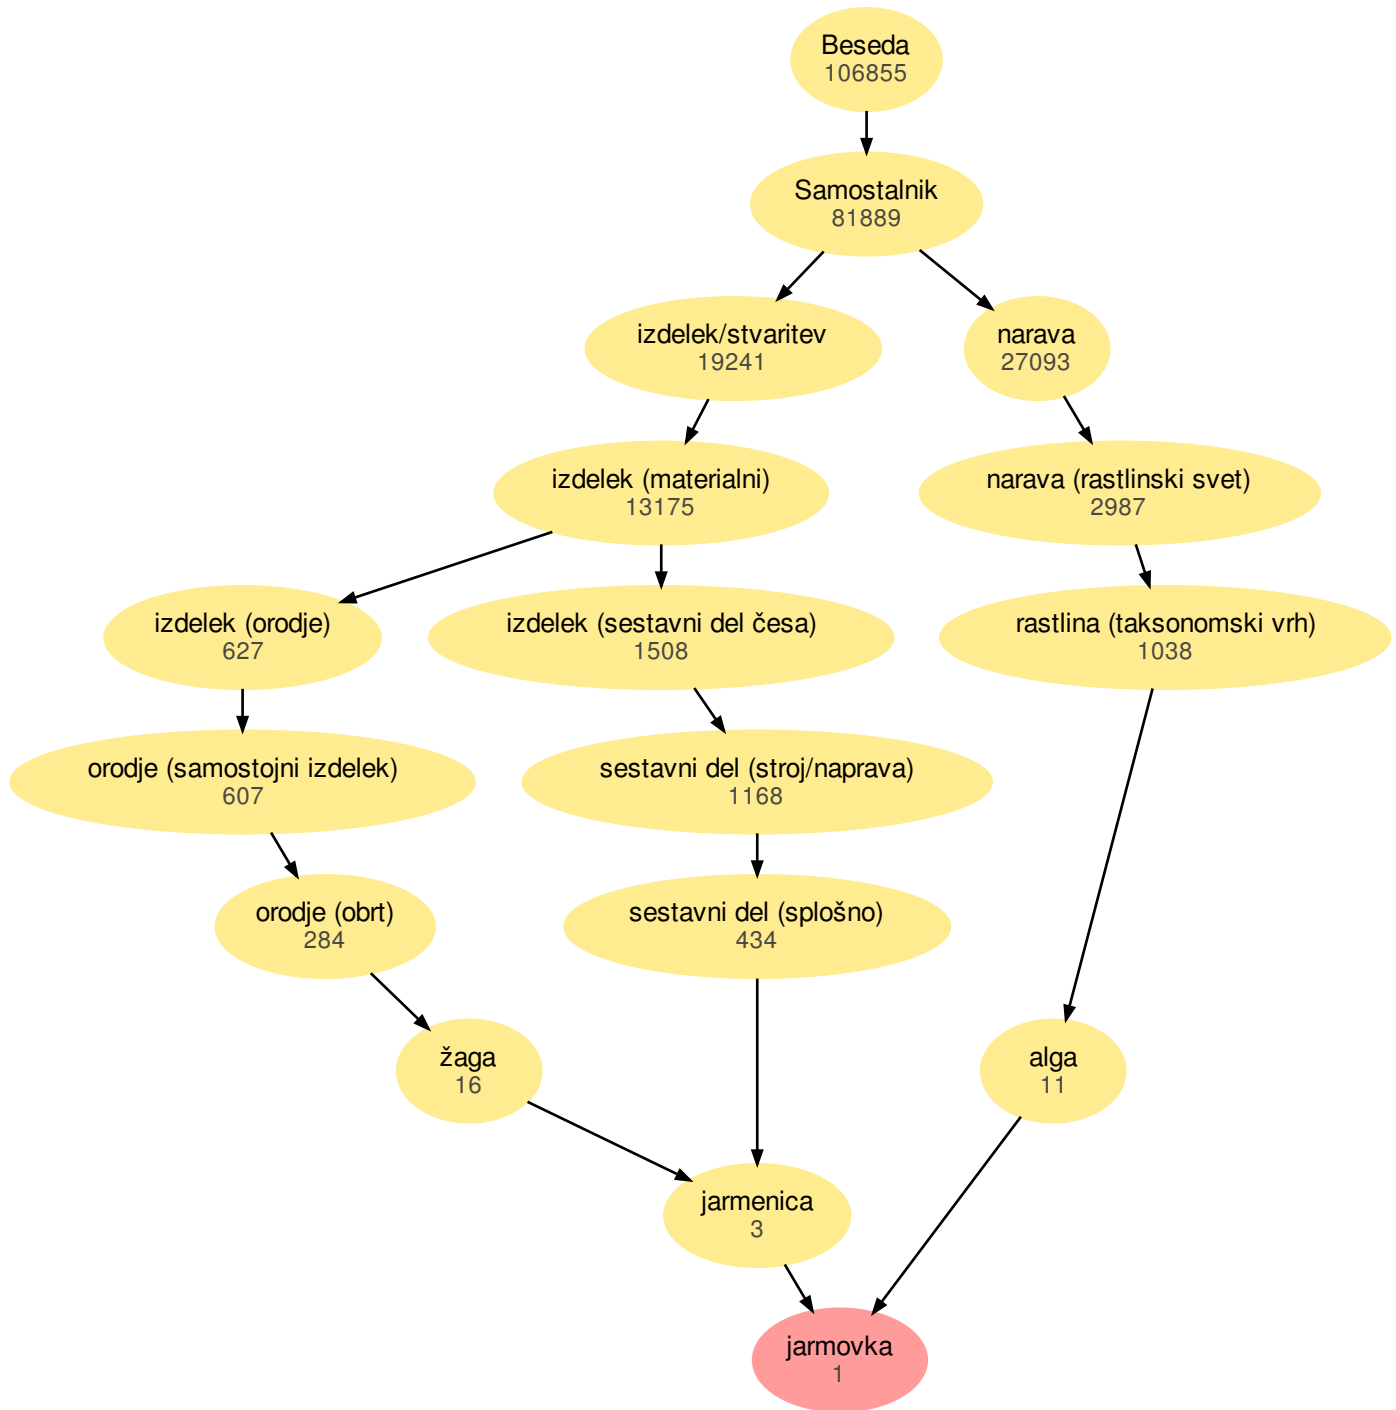 Beseda
106855
Samostalnik
81889
izdelek/stvaritev
19241
narava
27093
izdelek (materialni)
13175
narava (rastlinski svet)
2987
izdelek (orodje)
627
izdelek (sestavni del česa)
1508
rastlina (taksonomski vrh)
1038
orodje (samostojni izdelek)
607
sestavni del (stroj/naprava)
1168
orodje (obrt)
284
sestavni del (splošno)
434
žaga
16
alga
11
jarmenica
3
jarmovka
1